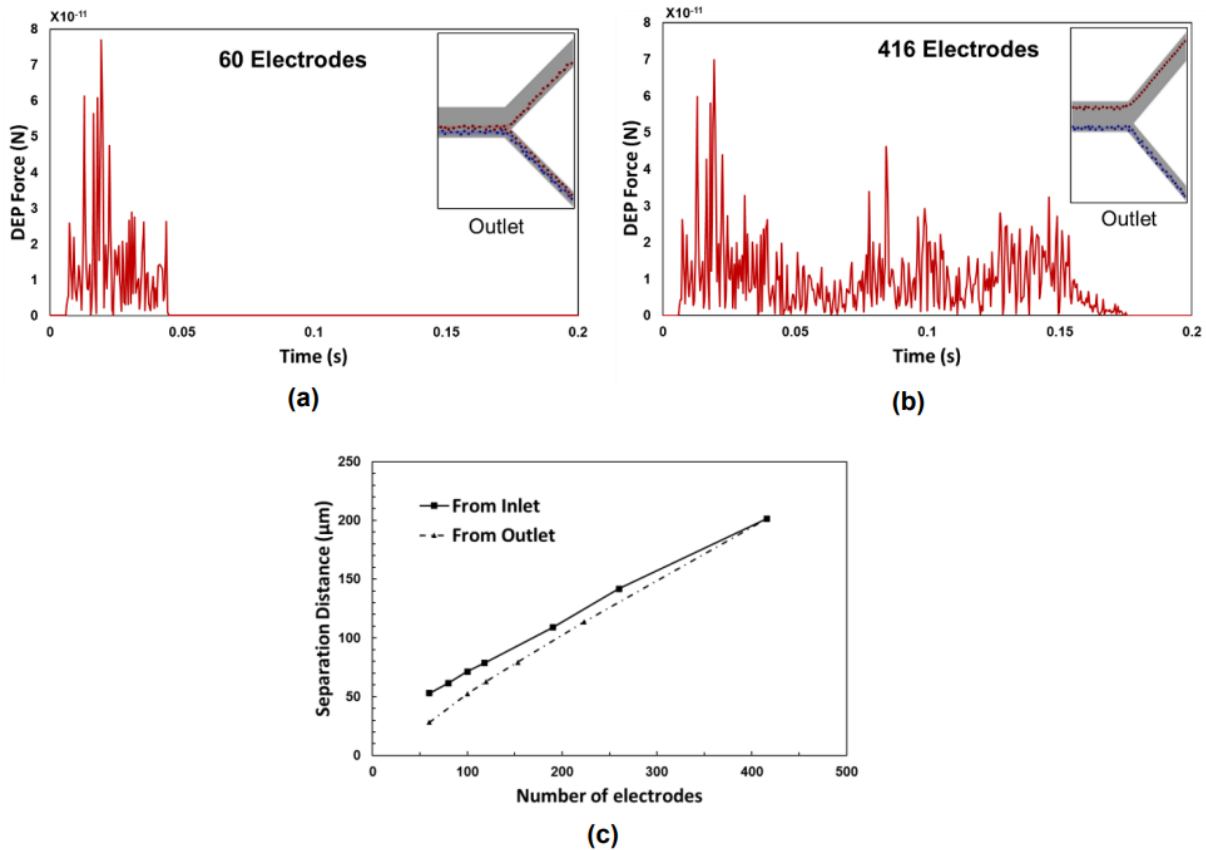 X10⁻¹¹
8
7
6
5
4
3
2
1
0
DEP Force (N)
60 Electrodes
Outlet
0 0.05 0.1 0.15 0.2
Time (s)
(a)
X10⁻¹¹
8
7
6
5
4
3
2
1
0
DEP Force (N)
416 Electrodes
Outlet
0 0.05 0.1 0.15 0.2
Time (s)
(b)
250
200
150
100
50
0
Separation Distance (µm)
From Inlet
From Outlet
0 100 200 300 400 500
Number of electrodes
(c)